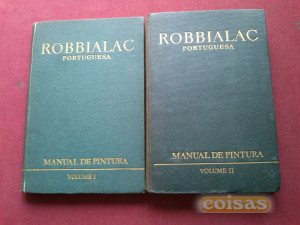 ROBBIALAC
PORTUGUESA
MANUAL DE PINTURA
VOLUME I
ROBBIALAC
PORTUGUESA
MANUAL DE PINTURA
VOLUME II
coisas